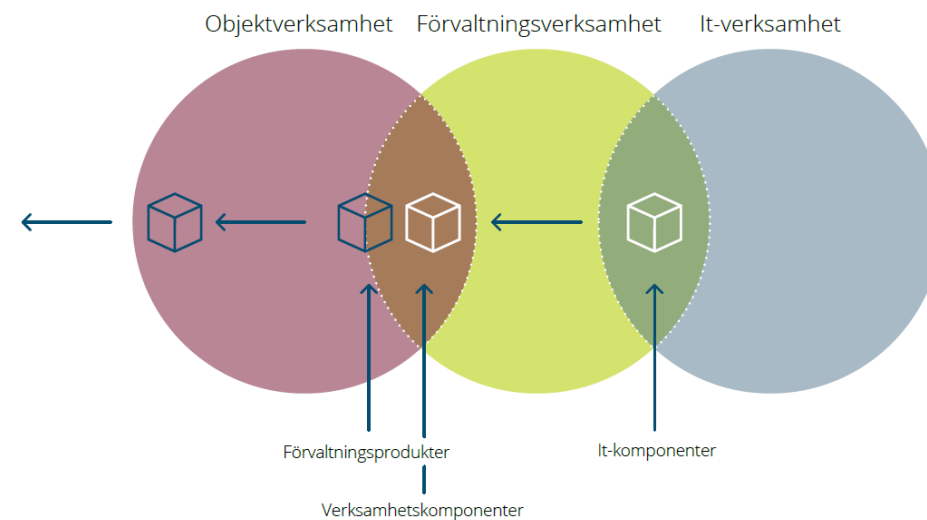 Objektverksamhet
Förvaltningsverksamhet
It-verksamhet
Förvaltningsprodukter
It-komponenter
Verksamhetskomponenter